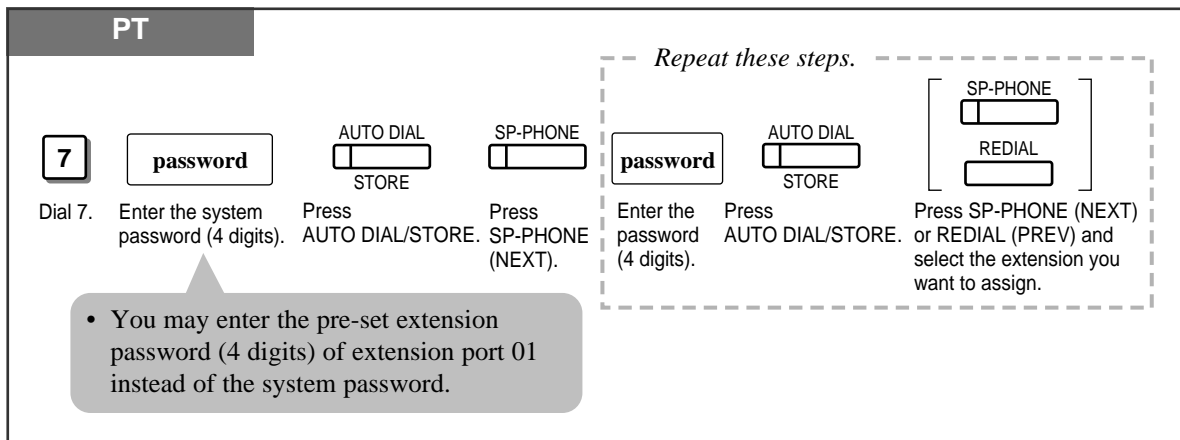 PT
Repeat these steps.
7
password
AUTO DIAL
STORE
SP-PHONE
password
AUTO DIAL
STORE
SP-PHONE
REDIAL
Dial 7.
Enter the system
password (4 digits).
Press
AUTO DIAL/STORE.
Press
SP-PHONE
(NEXT).
Enter the
password
(4 digits).
Press
AUTO DIAL/STORE.
Press SP-PHONE (NEXT)
or REDIAL (PREV) and
select the extension you
want to assign.
• You may enter the pre-set extension
password (4 digits) of extension port 01
instead of the system password.